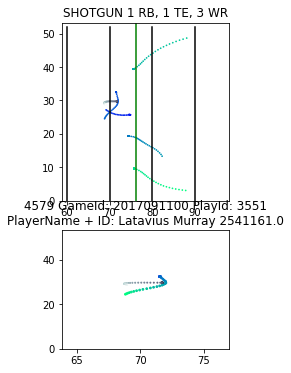 SHOTGUN 1 RB, 1 TE, 3 WR
50
40
30
20
10
0
60 70 80 90
4579 GameId: 2017091100 PlayId: 3551
PlayerName + ID: Latavius Murray 2541161.0
40
20
0
65 70 75